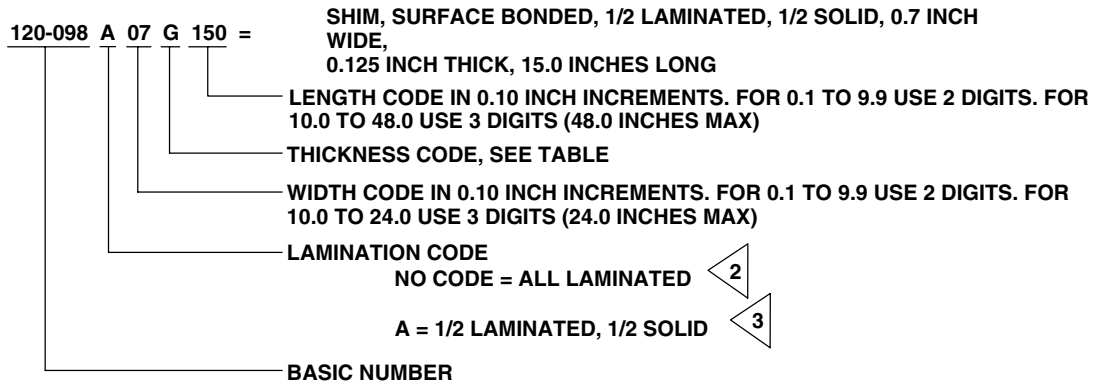 SHIM, SURFACE BONDED, 1/2 LAMINATED, 1/2 SOLID, 0.7 INCH
WIDE,
0.125 INCH THICK, 15.0 INCHES LONG
120-098 A 07 G 150 =
LENGTH CODE IN 0.10 INCH INCREMENTS. FOR 0.1 TO 9.9 USE 2 DIGITS. FOR
10.0 TO 48.0 USE 3 DIGITS (48.0 INCHES MAX)
THICKNESS CODE, SEE TABLE
WIDTH CODE IN 0.10 INCH INCREMENTS. FOR 0.1 TO 9.9 USE 2 DIGITS. FOR
10.0 TO 24.0 USE 3 DIGITS (24.0 INCHES MAX)
LAMINATION CODE
NO CODE = ALL LAMINATED 2
A = 1/2 LAMINATED, 1/2 SOLID 3
BASIC NUMBER